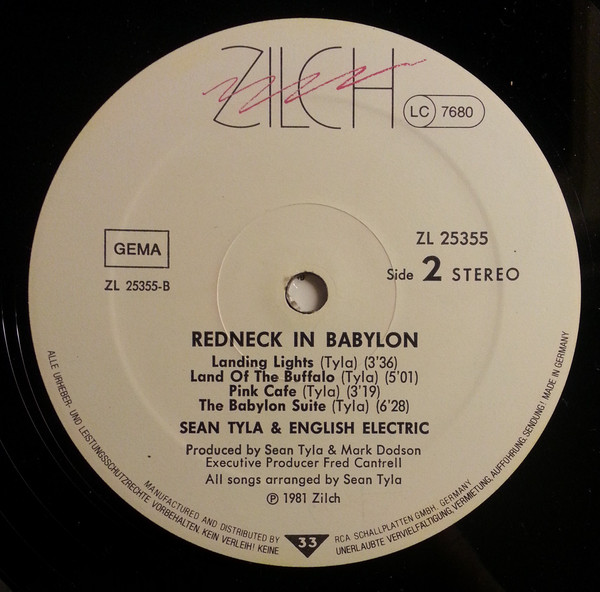 ZILCH
LC 7680
GEMA
ZL 25355
ZL 25355-B
Side 2 STEREO
REDNECK IN BABYLON
Landing Lights (Tyla) (3'36)
Land Of The Buffalo (Tyla) (5'01)
Pink Cafe (Tyla) (3'19)
The Babylon Suite (Tyla) (6'28)
SEAN TYLA & ENGLISH ELECTRIC
Produced by Sean Tyla & Mark Dodson
Executive Producer Fred Cantrell
All songs arranged by Sean Tyla
℗ 1981 Zilch
MANUFACTURED AND DISTRIBUTED BY RCA SCHALLPLATTEN GMBH, GERMANY
ALLE URHEBER- UND LEISTUNGSSCHUTZRECHTE VORBEHALTEN. KEIN VERLEIH! KEINE UNERLAUBTE VERVIELFÄLTIGUNG, VERMIETUNG, AUFFÜHRUNG, SENDUNG! MADE IN GERMANY
33